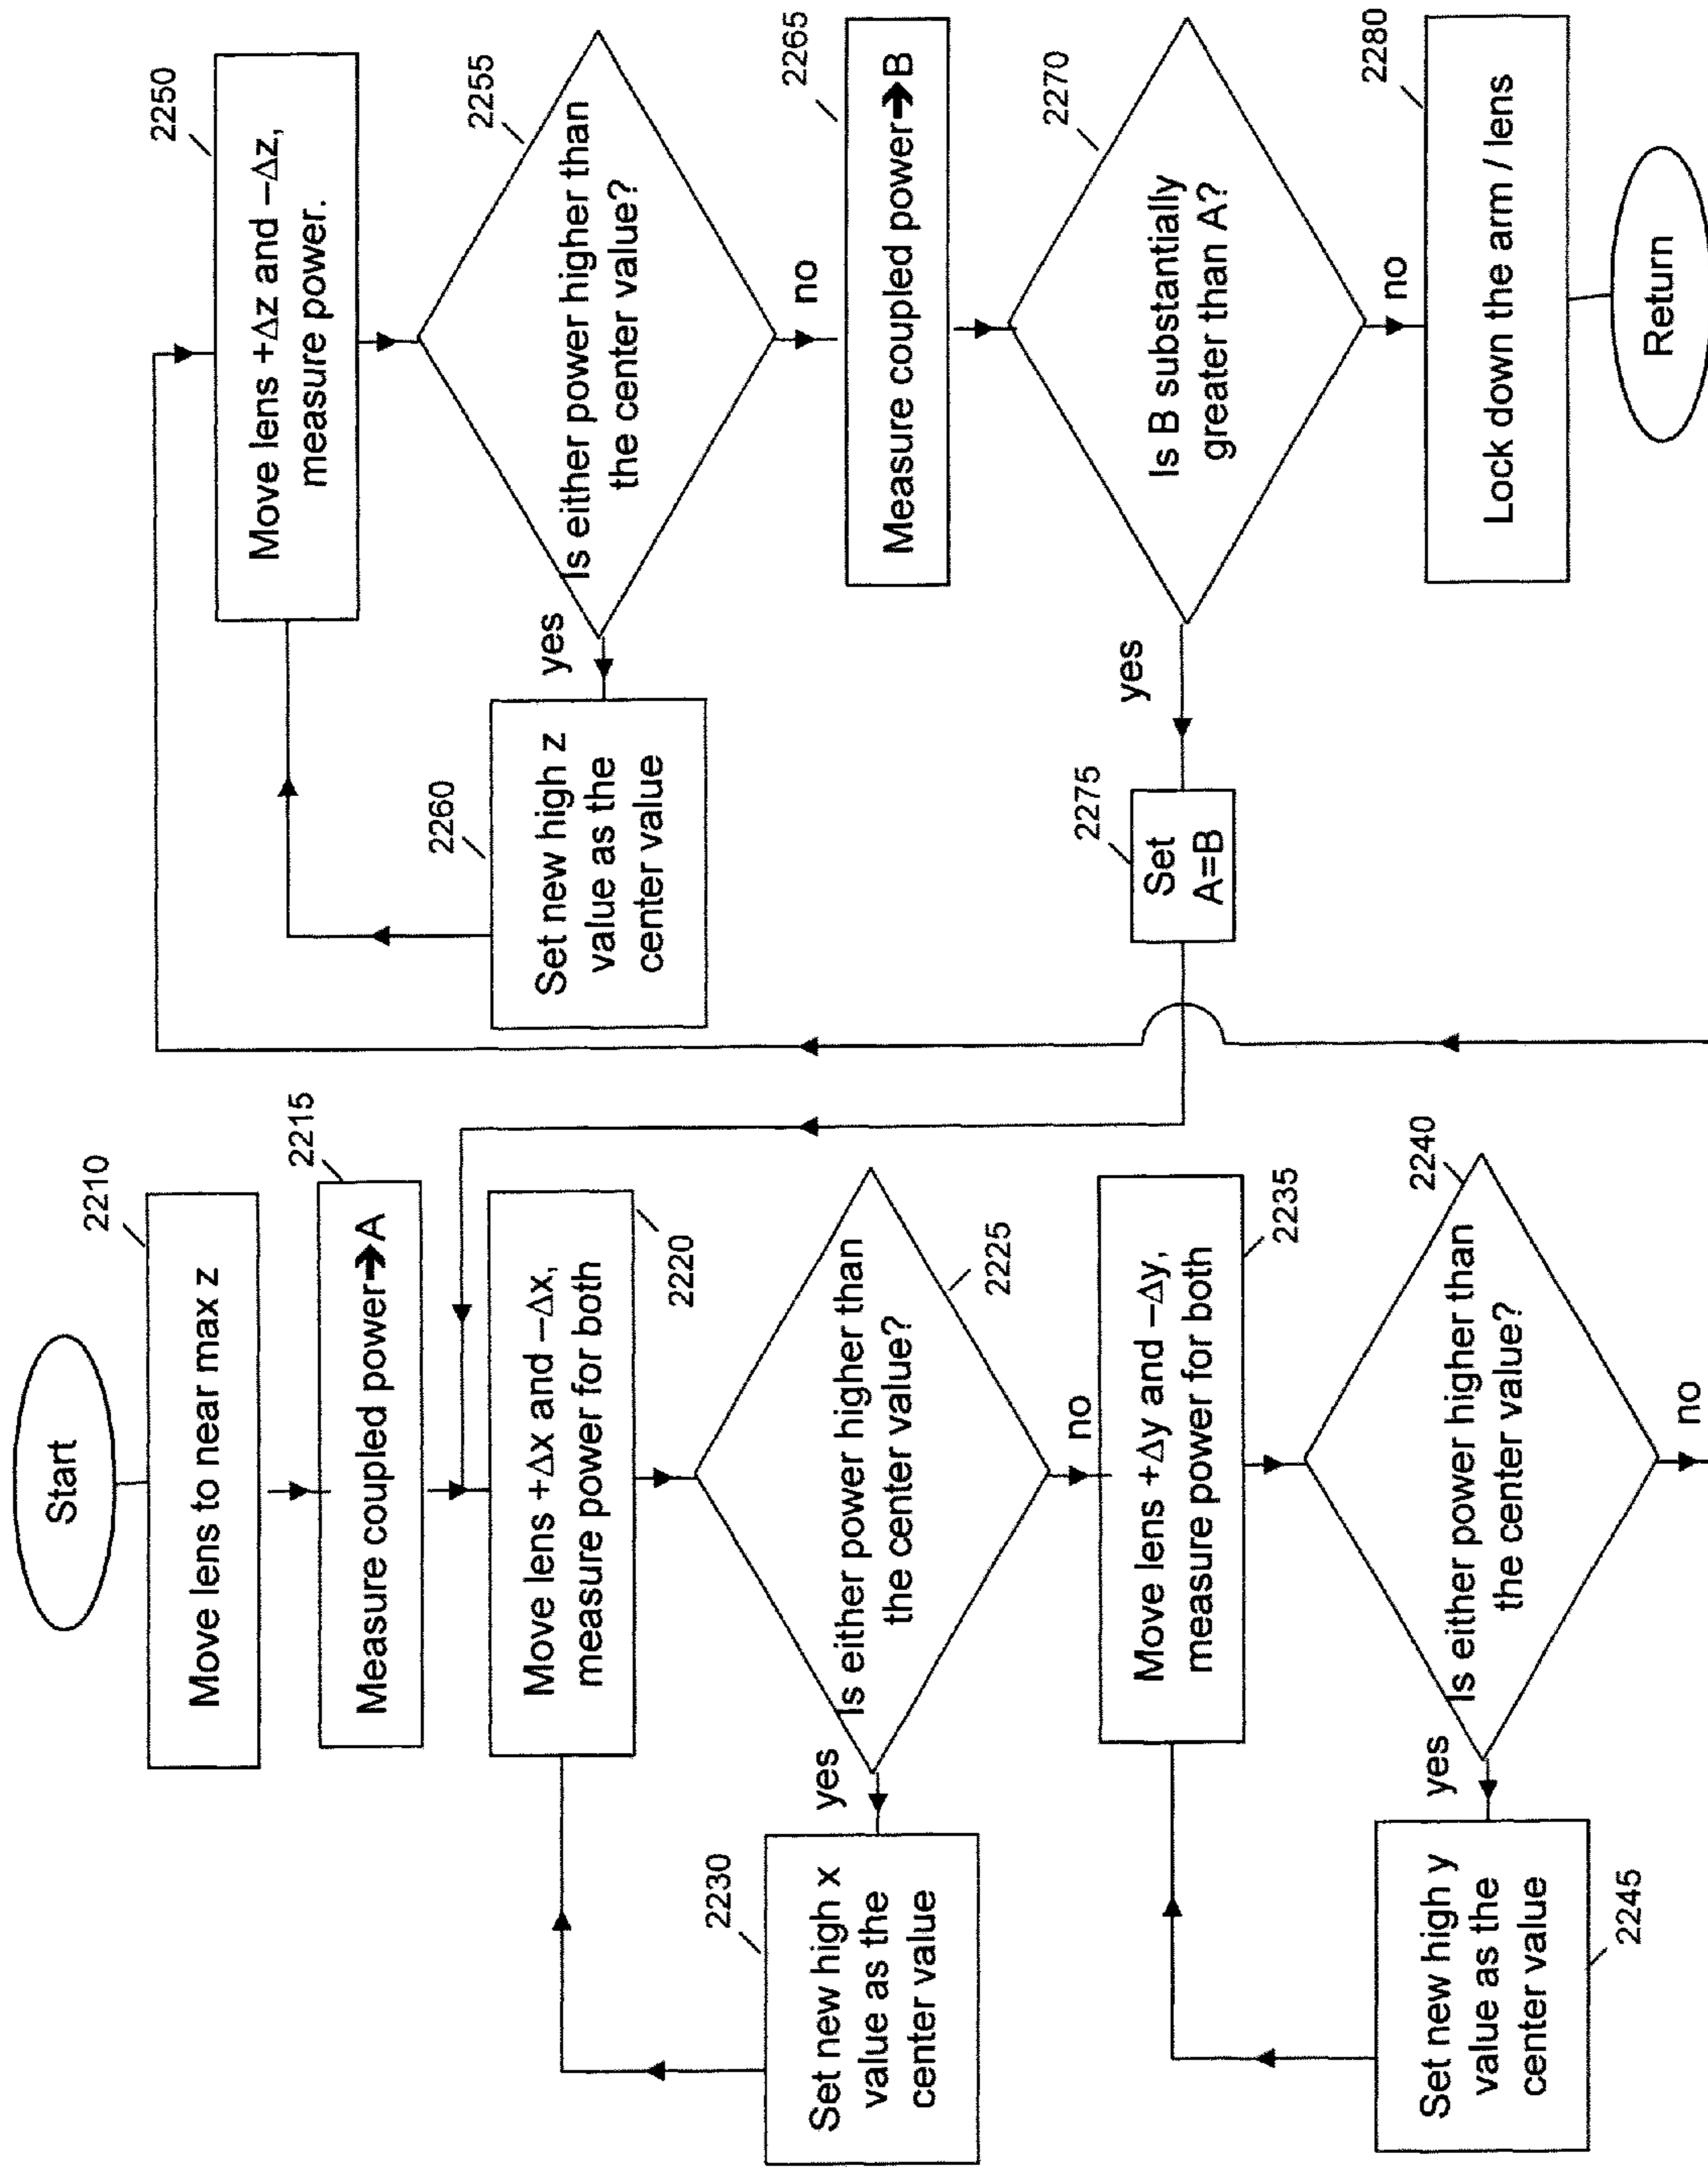 Start
2210
Move lens to near max z
2215
Measure coupled power➔A
2220
Move lens +Δx and –Δx,
measure power for both
2225
Is either power higher than
the center value?
yes
no
2230
Set new high x
value as the
center value
2235
Move lens +Δy and –Δy,
measure power for both
2240
Is either power higher than
the center value?
yes
no
2245
Set new high y
value as the
center value
2250
Move lens +Δz and –Δz,
measure power.
2255
Is either power higher than
the center value?
yes
no
2260
Set new high z
value as the
center value
2265
Measure coupled power➔B
2270
Is B substantially
greater than A?
yes
no
2275
Set
A=B
2280
Lock down the arm / lens
Return